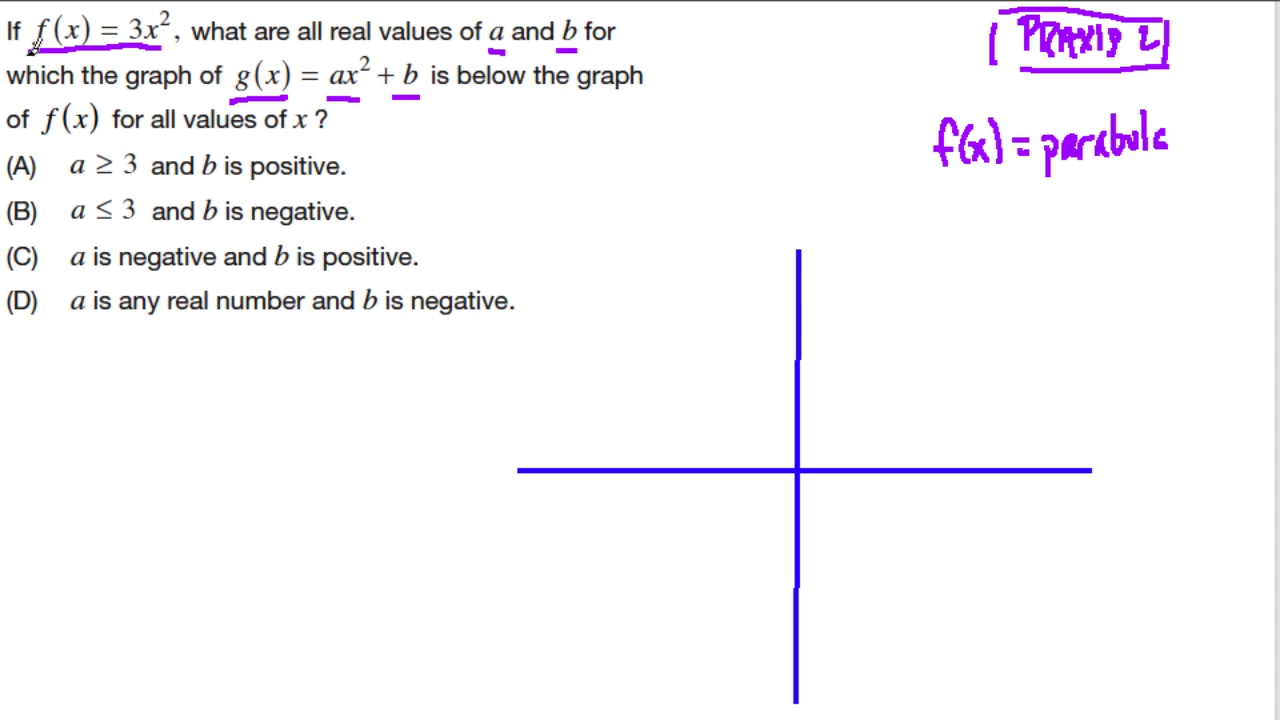 If f(x) = 3x², what are all real values of a and b for
which the graph of g(x) = ax² + b is below the graph
of f(x) for all values of x ?
(A) a ≥ 3 and b is positive.
(B) a ≤ 3 and b is negative.
(C) a is negative and b is positive.
(D) a is any real number and b is negative.
PRAXIS 2
f(x) = parabola